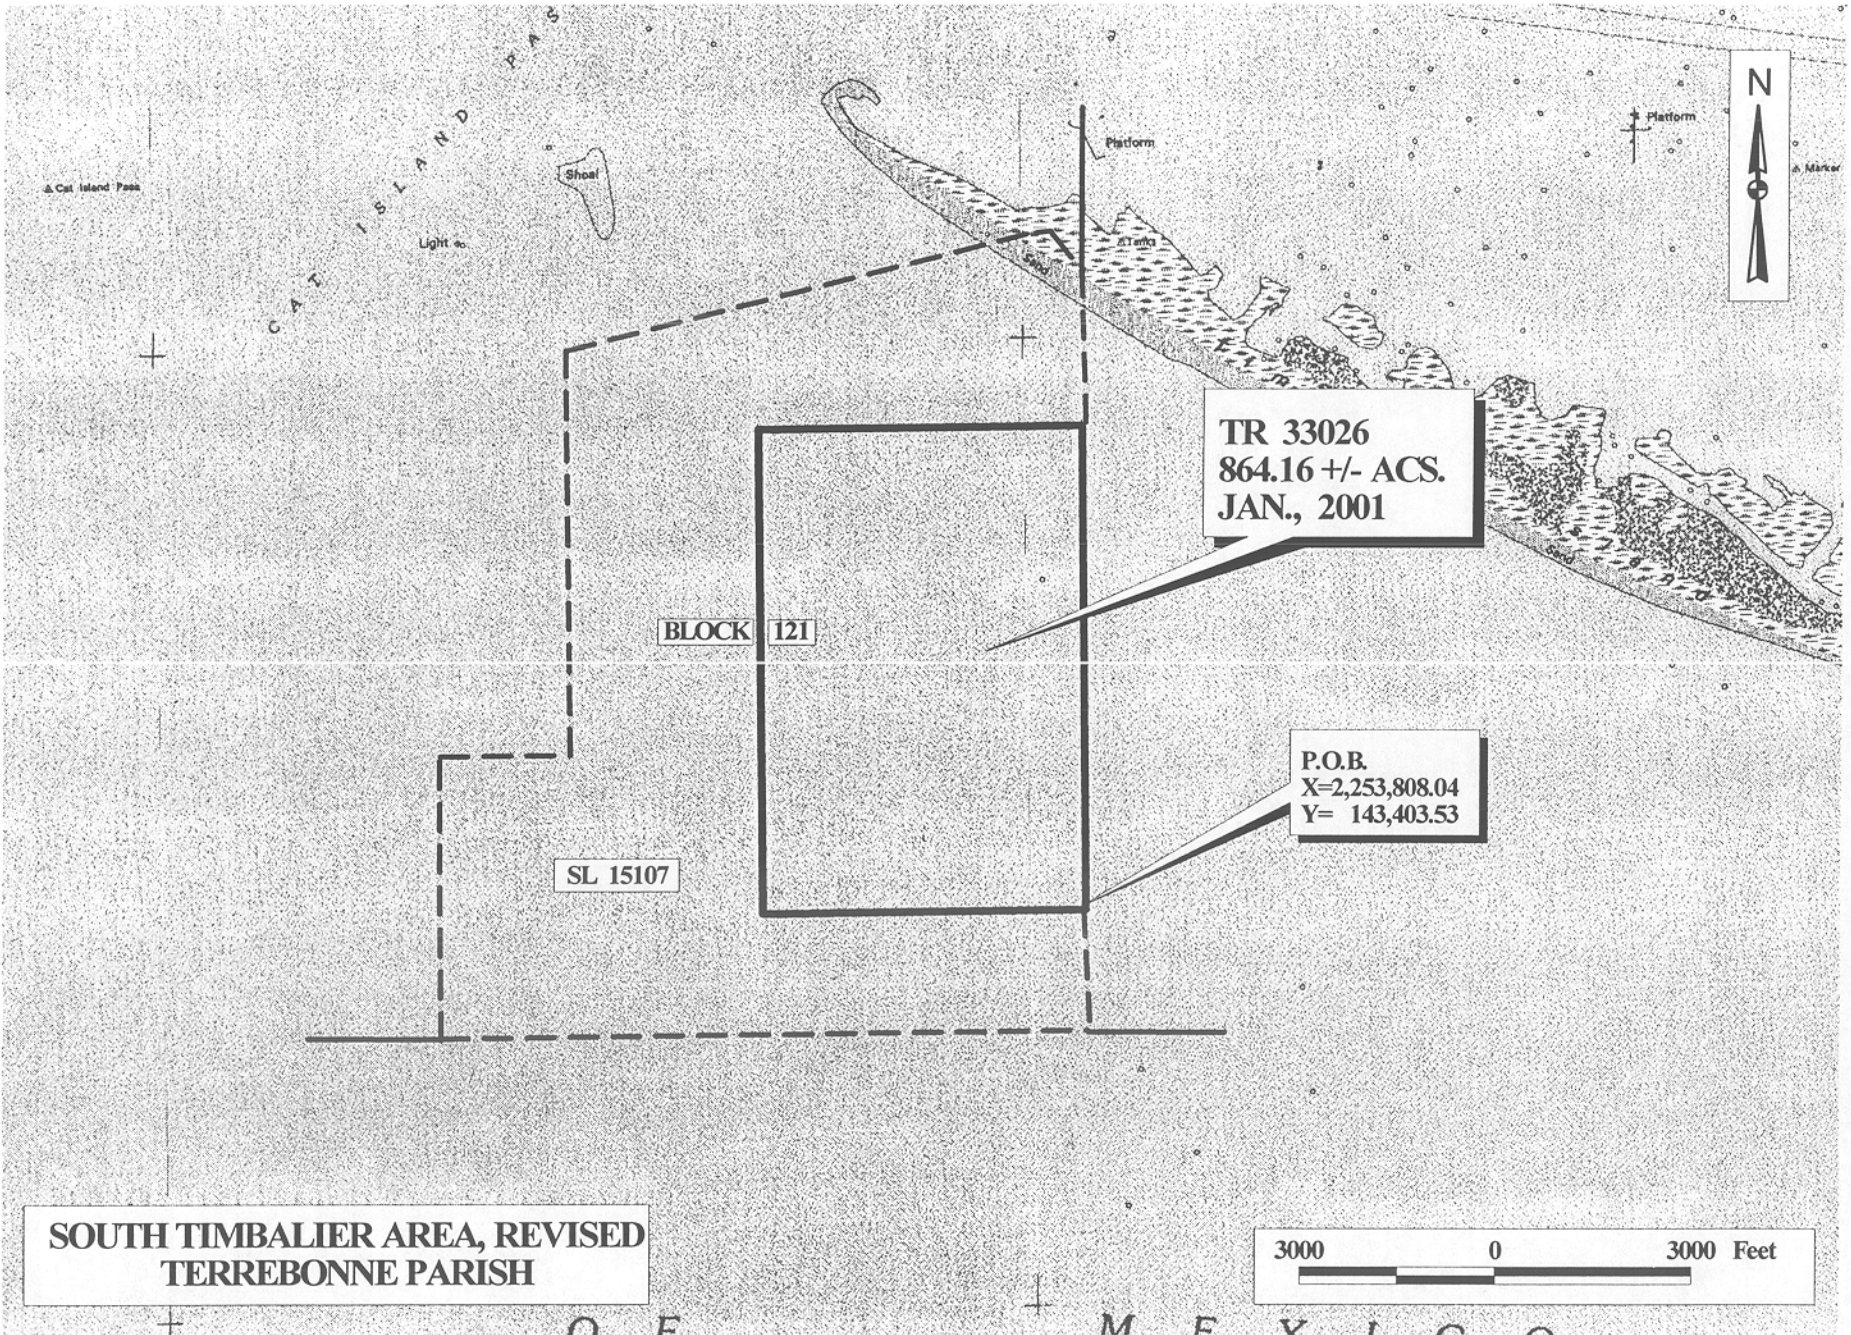 CAT ISLAND PAS
N
Platform
Platform
Marker
Cat Island Pass
Shoal
Light
Tanks
Sand
TR 33026
864.16 +/- ACS.
JAN., 2001
Sand
BLOCK 121
P.O.B.
X=2,253,808.04
Y= 143,403.53
SL 15107
SOUTH TIMBALIER AREA, REVISED
TERREBONNE PARISH
3000 0 3000 Feet
OF MEXICO